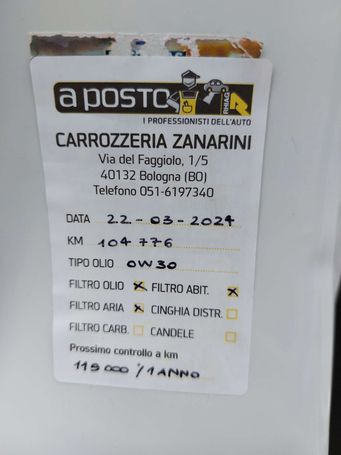 a posto
RHIAG
I PROFESSIONISTI DELL'AUTO
CARROZZERIA ZANARINI
Via del Faggiolo, 1/5
40132 Bologna (BO)
Telefono 051-6197340
DATA 22-03-2024
KM 104776
TIPO OLIO 0W30
FILTRO OLIO X FILTRO ABIT. X
FILTRO ARIA X CINGHIA DISTR.
FILTRO CARB. CANDELE
Prossimo controllo a km
115000 / 1 ANNO